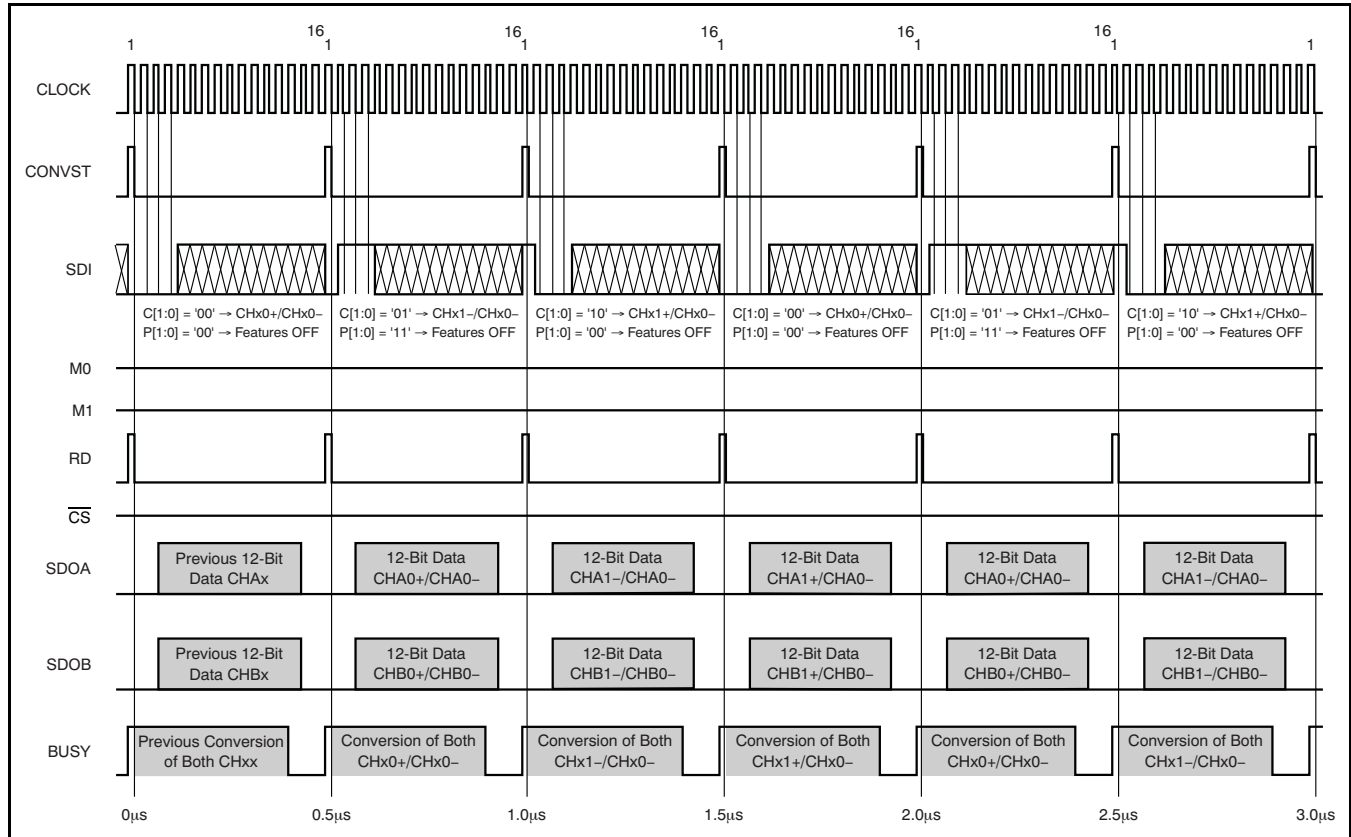 1 16 1 16 1 16 1 16 1 16 1 1
CLOCK
CONVST
SDI
C[1:0] = '00' → CHx0+/CHx0–
P[1:0] = '00' → Features OFF
C[1:0] = '01' → CHx1–/CHx0–
P[1:0] = '11' → Features OFF
C[1:0] = '10' → CHx1+/CHx0–
P[1:0] = '00' → Features OFF
C[1:0] = '00' → CHx0+/CHx0–
P[1:0] = '00' → Features OFF
C[1:0] = '01' → CHx1–/CHx0–
P[1:0] = '11' → Features OFF
C[1:0] = '10' → CHx1+/CHx0–
P[1:0] = '00' → Features OFF
M0
M1
RD
CS
SDOA
Previous 12-Bit
Data CHAx
12-Bit Data
CHA0+/CHA0–
12-Bit Data
CHA1–/CHA0–
12-Bit Data
CHA1+/CHA0–
12-Bit Data
CHA0+/CHA0–
12-Bit Data
CHA1–/CHA0–
SDOB
Previous 12-Bit
Data CHBx
12-Bit Data
CHB0+/CHB0–
12-Bit Data
CHB1–/CHB0–
12-Bit Data
CHB1+/CHB0–
12-Bit Data
CHB0+/CHB0–
12-Bit Data
CHB1–/CHB0–
BUSY
Previous Conversion
of Both CHxx
Conversion of Both
CHx0+/CHx0–
Conversion of Both
CHx1–/CHx0–
Conversion of Both
CHx1+/CHx0–
Conversion of Both
CHx0+/CHx0–
Conversion of Both
CHx1–/CHx0–
0μs 0.5μs 1.0μs 1.5μs 2.0μs 2.5μs 3.0μs